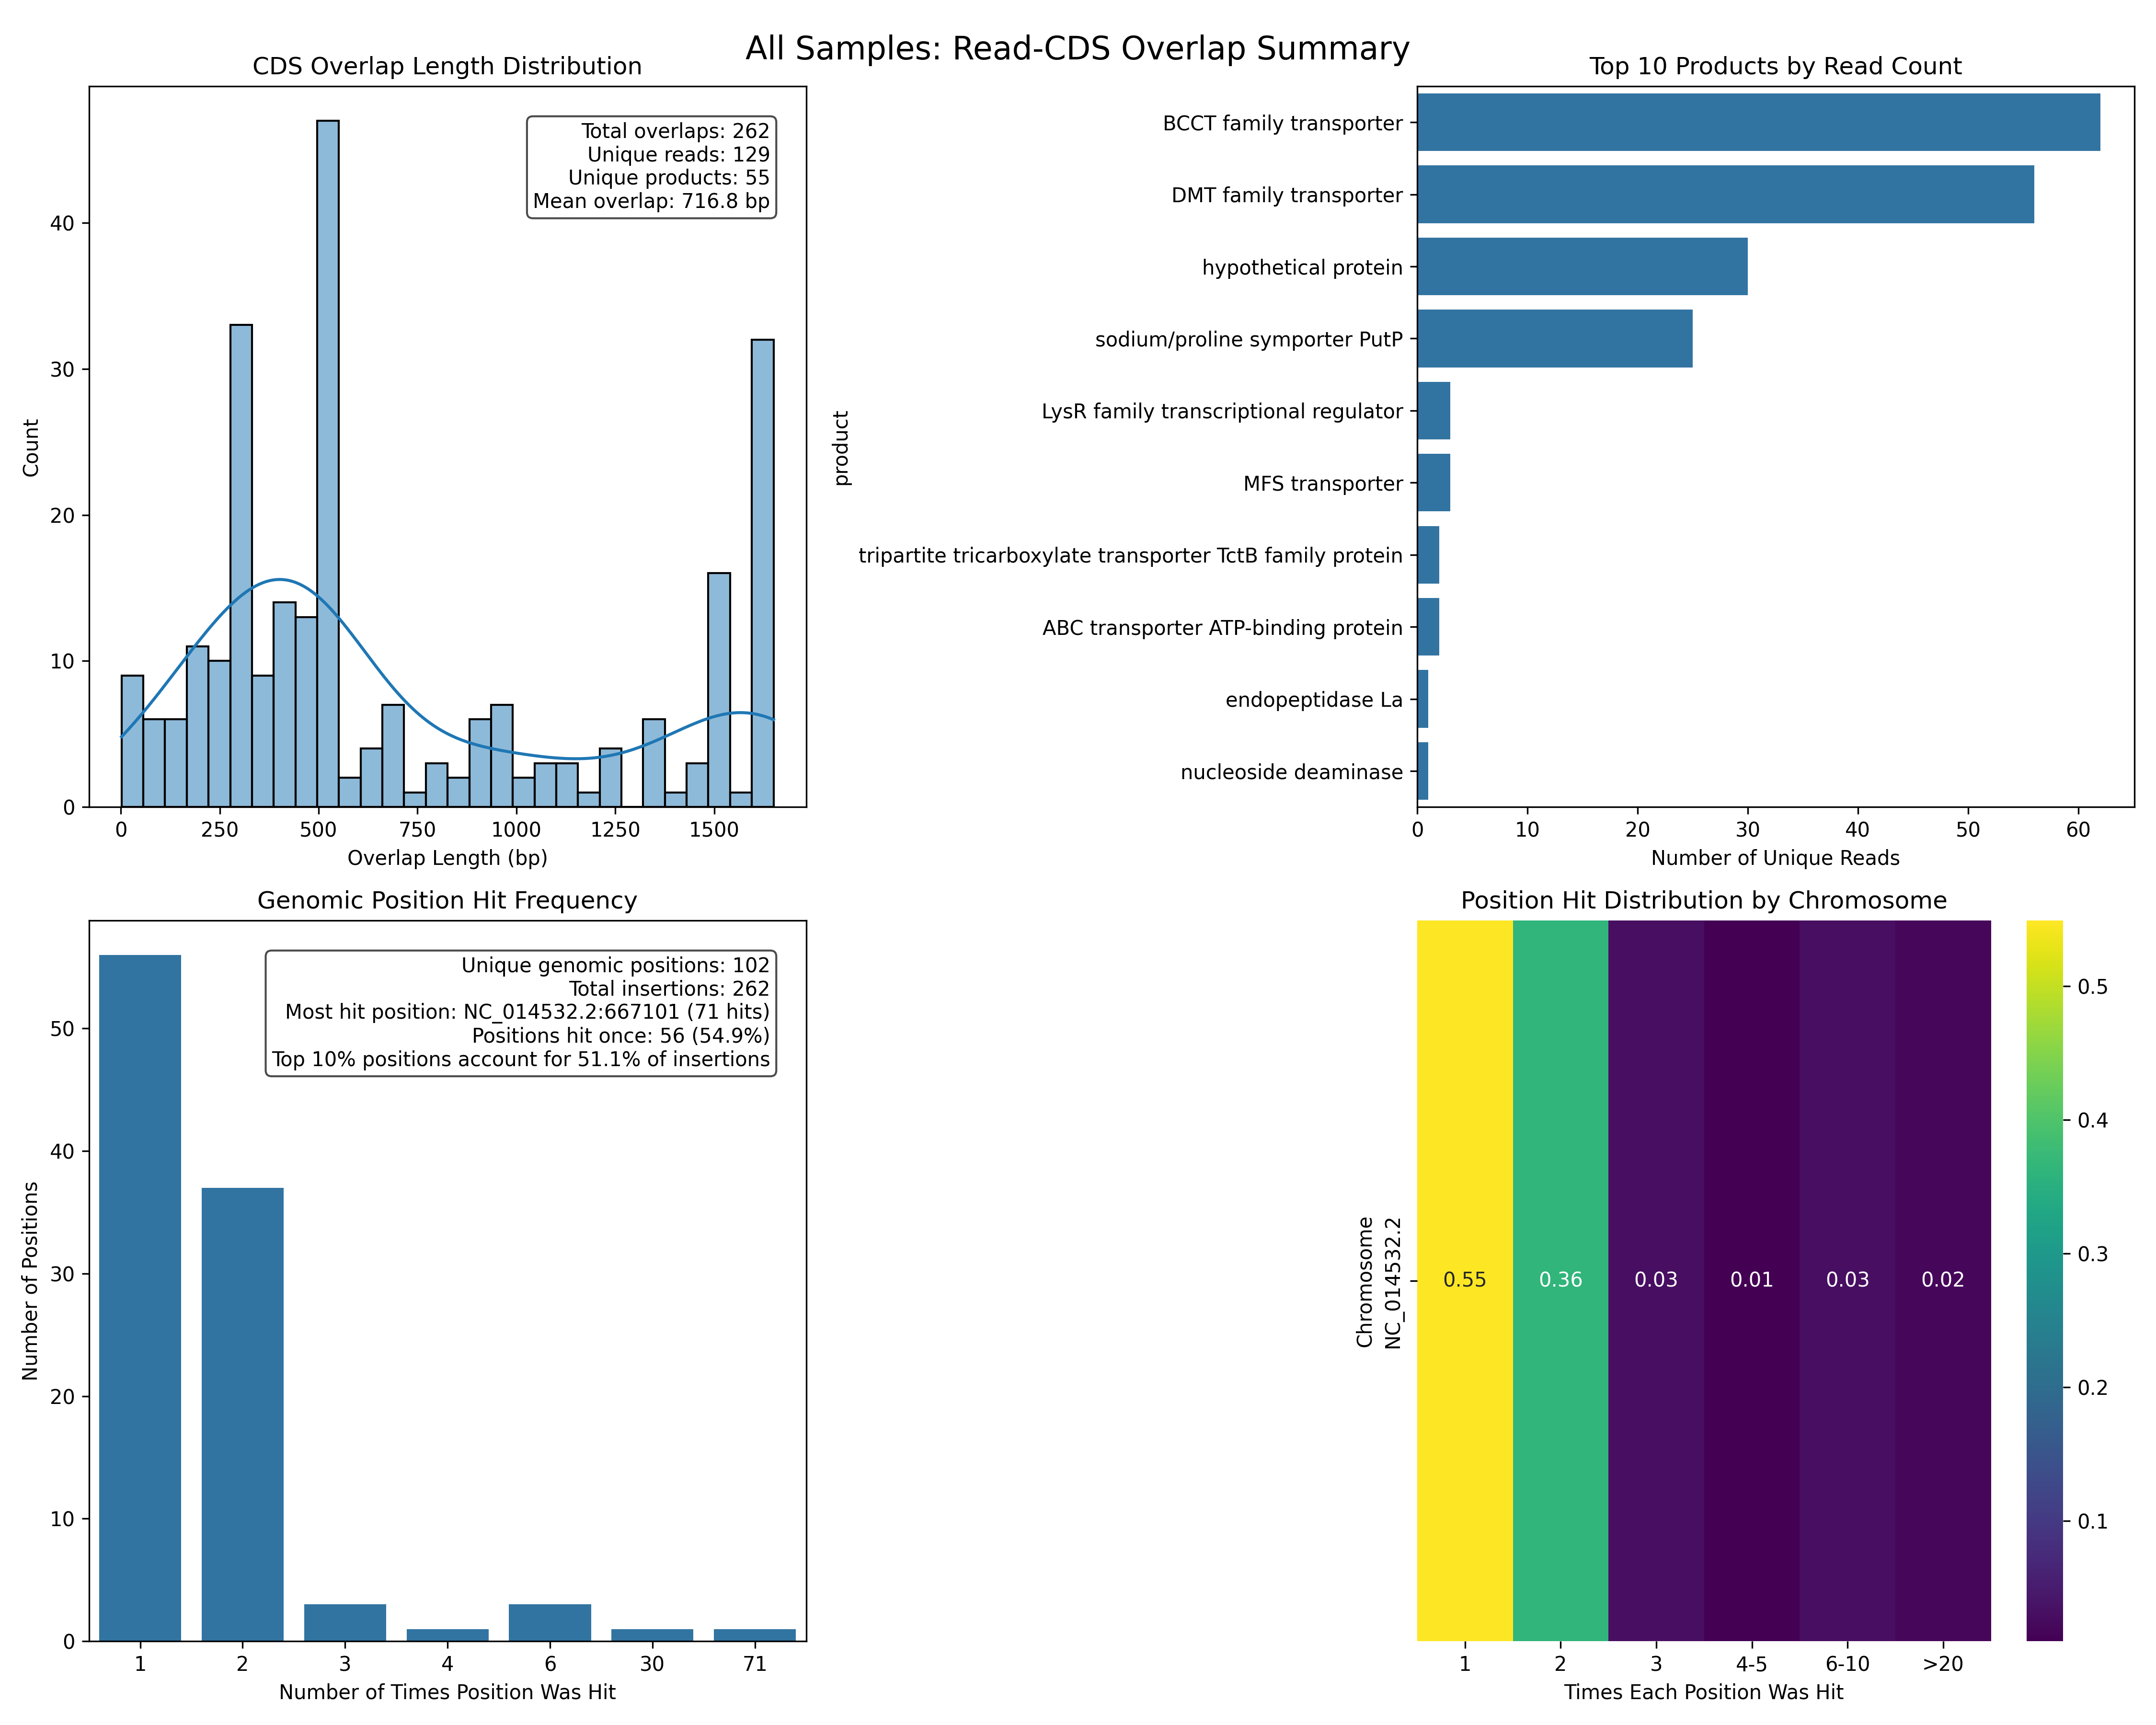 All Samples: Read-CDS Overlap Summary
CDS Overlap Length Distribution
Total overlaps: 262
Unique reads: 129
Unique products: 55
Mean overlap: 716.8 bp
Count
40
30
20
10
0
0 250 500 750 1000 1250 1500
Overlap Length (bp)
Top 10 Products by Read Count
product
BCCT family transporter
DMT family transporter
hypothetical protein
sodium/proline symporter PutP
LysR family transcriptional regulator
MFS transporter
tripartite tricarboxylate transporter TctB family protein
ABC transporter ATP-binding protein
endopeptidase La
nucleoside deaminase
0 10 20 30 40 50 60
Number of Unique Reads
Genomic Position Hit Frequency
Unique genomic positions: 102
Total insertions: 262
Most hit position: NC_014532.2:667101 (71 hits)
Positions hit once: 56 (54.9%)
Top 10% positions account for 51.1% of insertions
Number of Positions
50
40
30
20
10
0
1 2 3 4 6 30 71
Number of Times Position Was Hit
Position Hit Distribution by Chromosome
Chromosome
NC_014532.2
0.55 0.36 0.03 0.01 0.03 0.02
1 2 3 4-5 6-10 >20
Times Each Position Was Hit
0.5
0.4
0.3
0.2
0.1